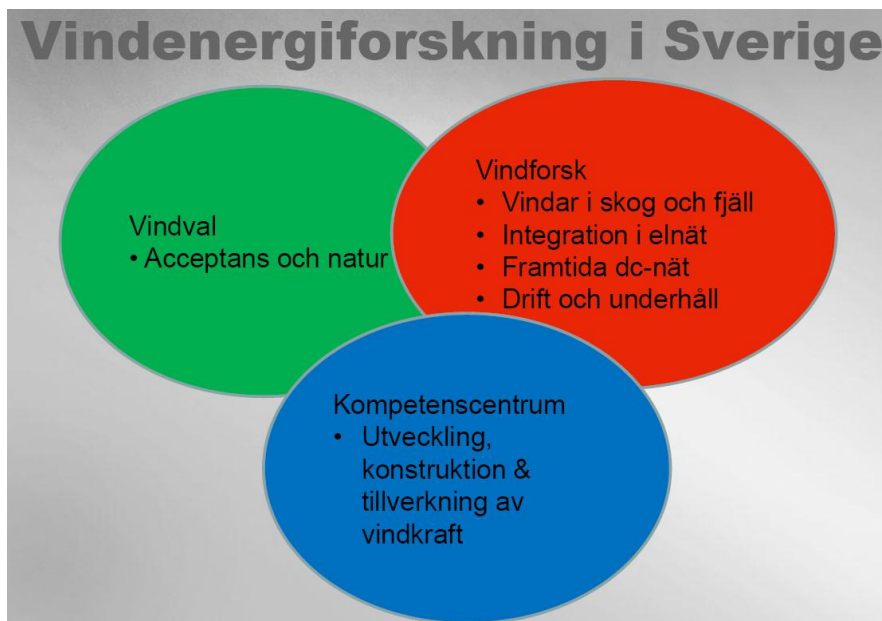 Vindenergiforskning i Sverige
Vindval
• Acceptans och natur
Vindforsk
• Vindar i skog och fjäll
• Integration i elnät
• Framtida dc-nät
• Drift och underhåll
Kompetenscentrum
• Utveckling,
konstruktion &
tillverkning av
vindkraft